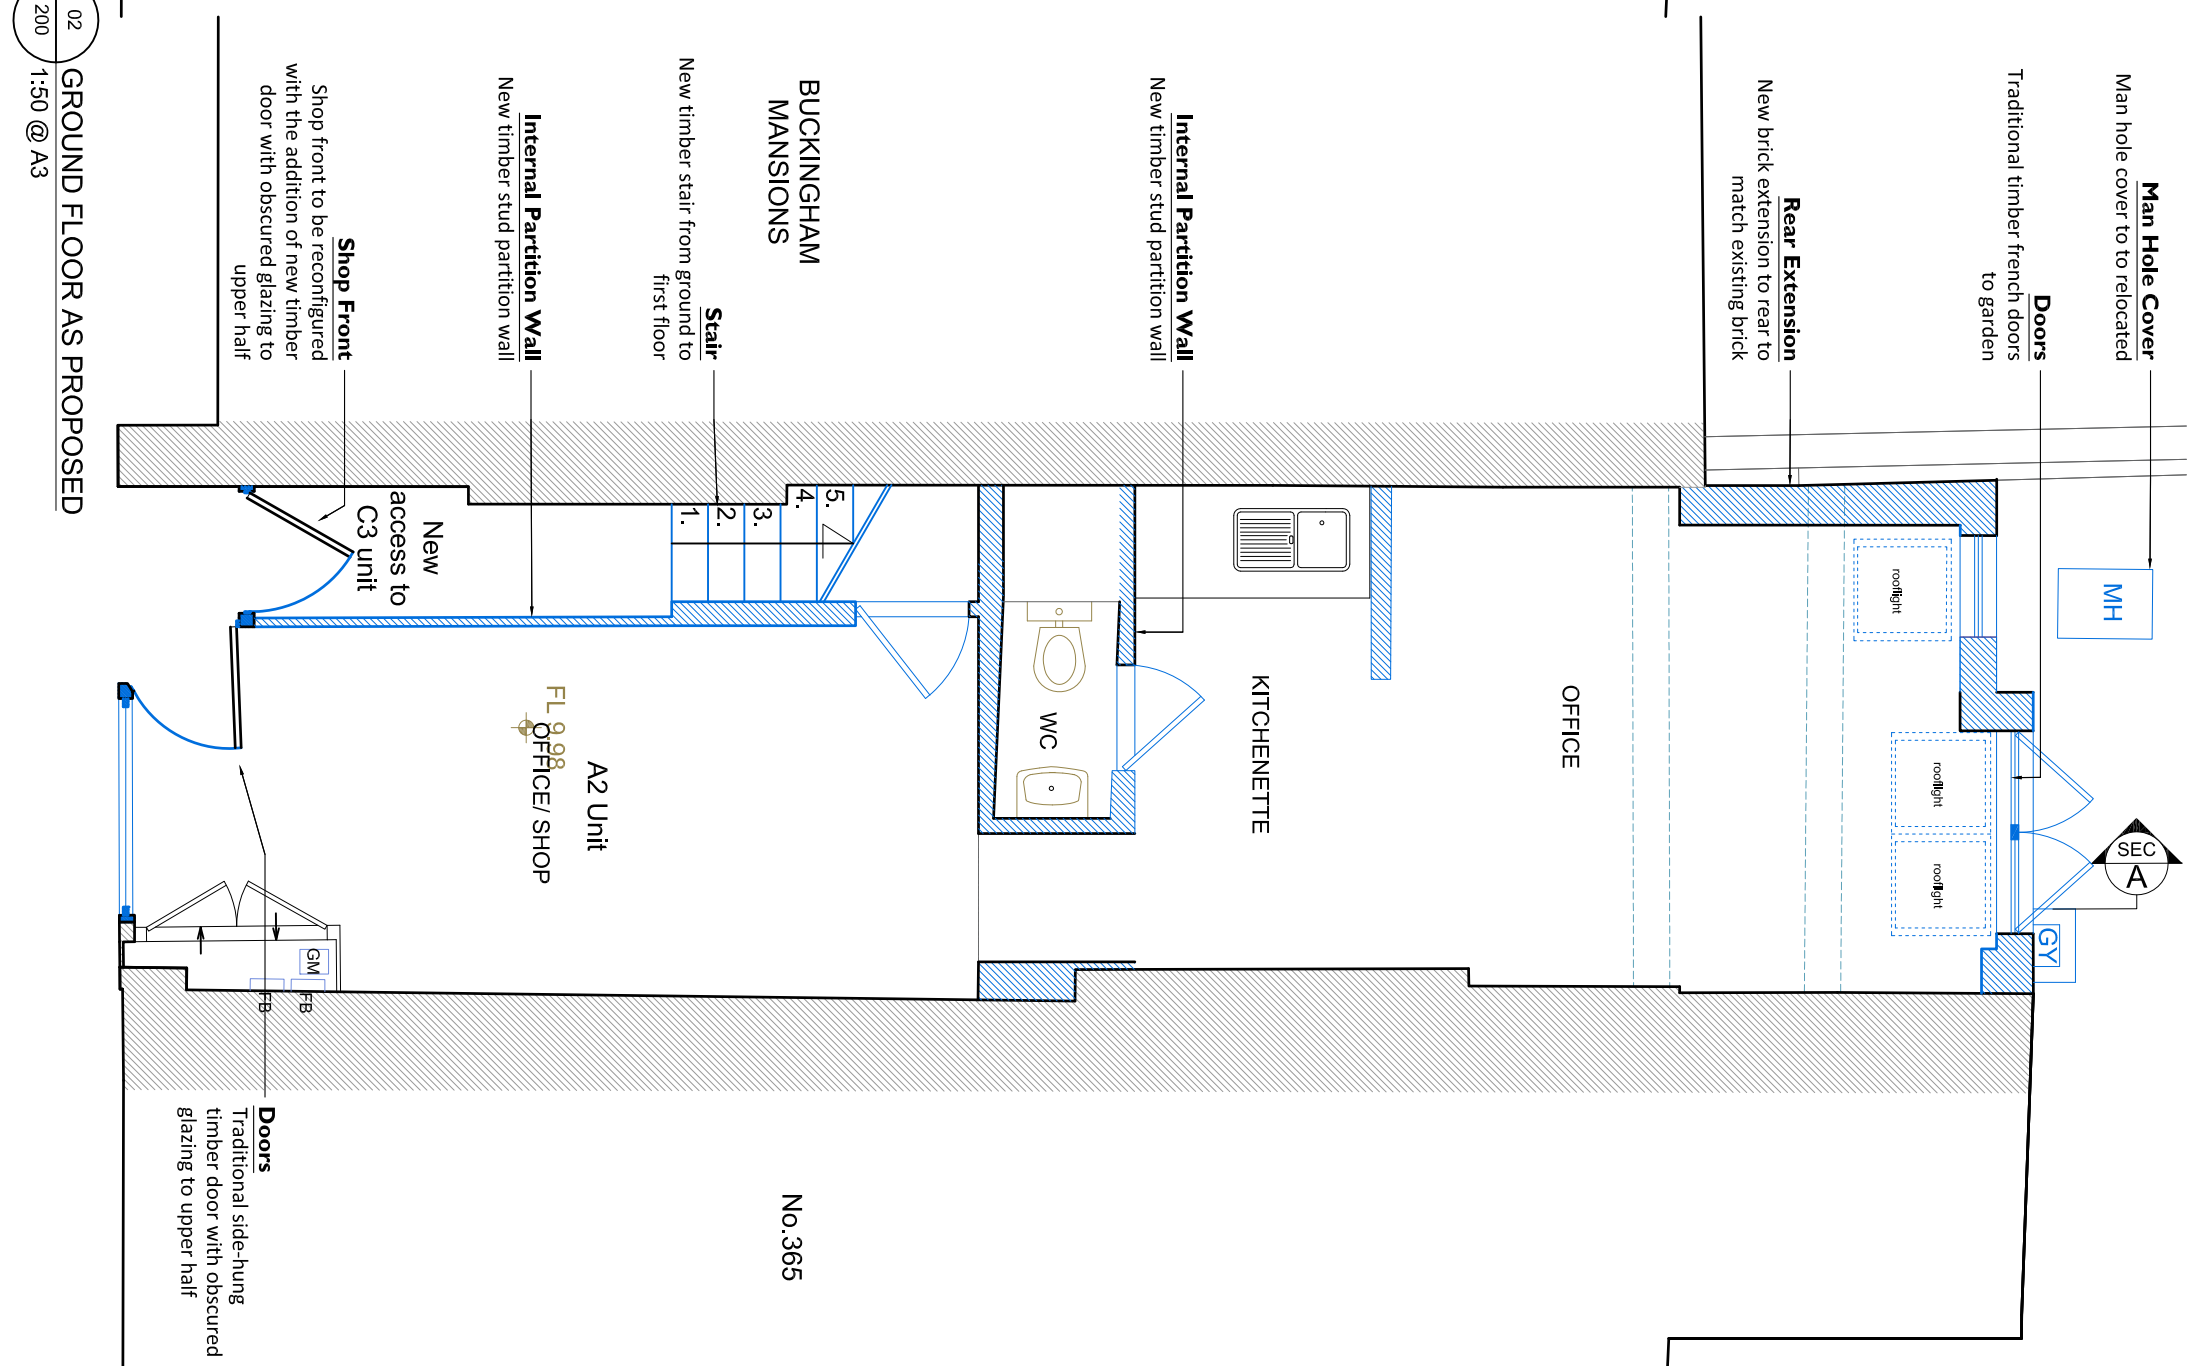 Man Hole Cover
Man hole cover to to relocated
Doors
Traditional timber french doors
to garden
Rear Extension
New brick extension to rear to
match existing brick
Internal Partition Wall
New timber stud partition wall
BUCKINGHAM
MANSIONS
Stair
New timber stair from ground to
first floor
Internal Partition Wall
New timber stud partition wall
Shop Front
Shop front to be reconfigured
with the addition of new timber
door with obscured glazing to
upper half
MH
rooflight
rooflight
rooflight
SEC
A
GY
OFFICE
KITCHENETTE
WC
5.
4.
3.
2.
1.
New
access to
C3 unit
A2 Unit
FL 9.98
OFFICE/ SHOP
GM
FB
FB
No.365
Doors
Traditional side-hung
timber door with obscured
glazing to upper half
02
200
GROUND FLOOR AS PROPOSED
1:50 @ A3